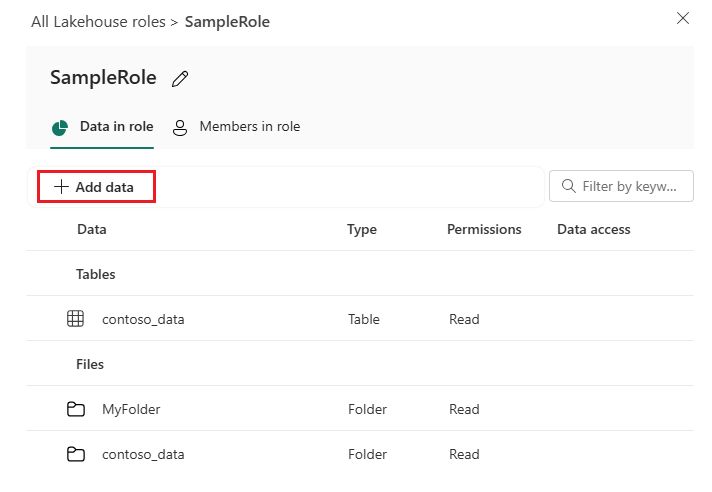 All Lakehouse roles > SampleRole
SampleRole
Data in role
Members in role
Add data
Filter by keyw...
Data Type Permissions Data access
Tables
contoso_data Table Read
Files
MyFolder Folder Read
contoso_data Folder Read